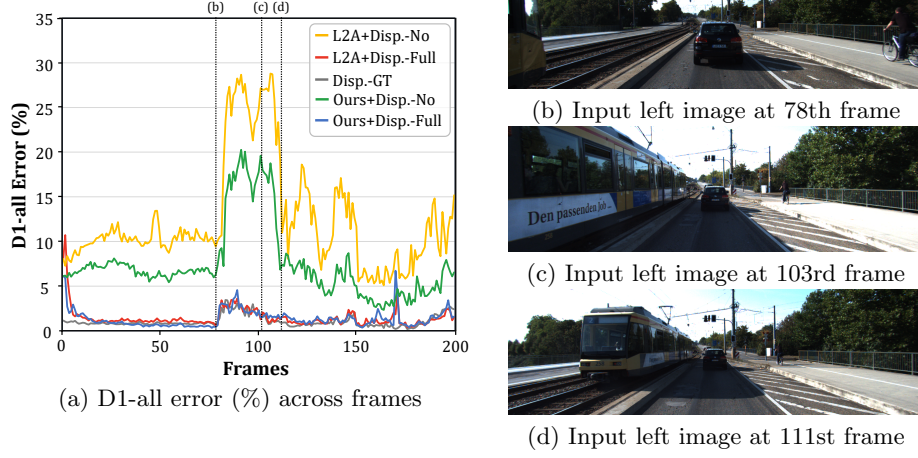 (b) (c) (d)
35
30
25
20
15
10
5
0
D1-all Error (%)
L2A+Disp.-No
L2A+Disp.-Full
Disp.-GT
Ours+Disp.-No
Ours+Disp.-Full
0 50 100 150 200
Frames
(a) D1-all error (%) across frames
(b) Input left image at 78th frame
Den passenden Job
(c) Input left image at 103rd frame
(d) Input left image at 111st frame